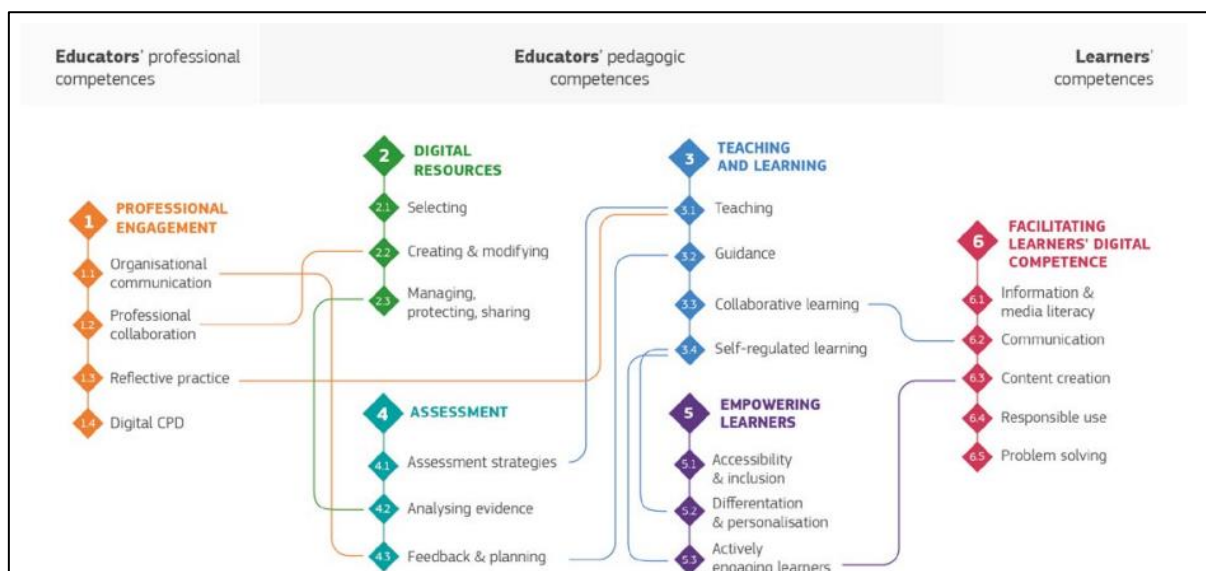 Educators' professional
competences
Educators' pedagogic
competences
Learners'
competences
1
PROFESSIONAL
ENGAGEMENT
1.1
Organisational
communication
1.2
Professional
collaboration
1.3
Reflective practice
1.4
Digital CPD
2
DIGITAL
RESOURCES
2.1
Selecting
2.2
Creating & modifying
2.3
Managing,
protecting, sharing
3
TEACHING
AND LEARNING
3.1
Teaching
3.2
Guidance
3.3
Collaborative learning
3.4
Self-regulated learning
4
ASSESSMENT
4.1
Assessment strategies
4.2
Analysing evidence
4.3
Feedback & planning
5
EMPOWERING
LEARNERS
5.1
Accessibility
& inclusion
5.2
Differentation
& personalisation
5.3
Actively
engaging learners
6
FACILITATING
LEARNERS' DIGITAL
COMPETENCE
6.1
Information &
media literacy
6.2
Communication
6.3
Content creation
6.4
Responsible use
6.5
Problem solving